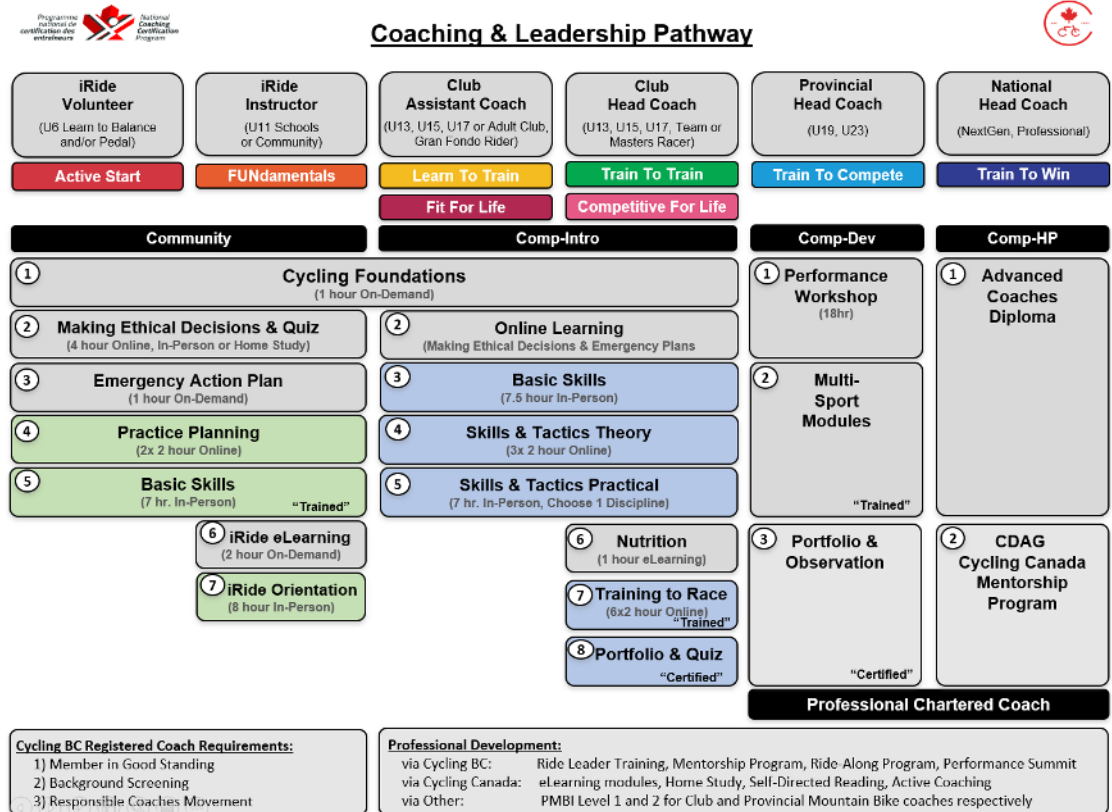 Programme
national de
certification des
entraîneurs
National
Coaching
Certification
Program
Coaching & Leadership Pathway
iRide
Volunteer
(U6 Learn to Balance
and/or Pedal)
iRide
Instructor
(U11 Schools
or Community)
Club
Assistant Coach
(U13, U15, U17 or Adult Club,
Gran Fondo Rider)
Club
Head Coach
(U13, U15, U17, Team or
Masters Racer)
Provincial
Head Coach
(U19, U23)
National
Head Coach
(NextGen, Professional)
Active Start
FUNdamentals
Learn To Train
Train To Train
Train To Compete
Train To Win
Fit For Life
Competitive For Life
Community
Comp-Intro
Comp-Dev
Comp-HP
1 Cycling Foundations
(1 hour On-Demand)
2 Making Ethical Decisions & Quiz
(4 hour Online, In-Person or Home Study)
3 Emergency Action Plan
(1 hour On-Demand)
4 Practice Planning
(2x 2 hour Online)
5 Basic Skills
(7 hr. In-Person)
"Trained"
6 iRide eLearning
(2 hour On-Demand)
7 iRide Orientation
(8 hour In-Person)
2 Online Learning
(Making Ethical Decisions & Emergency Plans
3 Basic Skills
(7.5 hour In-Person)
4 Skills & Tactics Theory
(3x 2 hour Online)
5 Skills & Tactics Practical
(7 hr. In-Person, Choose 1 Discipline)
6 Nutrition
(1 hour eLearning)
7 Training to Race
(6x2 hour Online)
"Trained"
8 Portfolio & Quiz
"Certified"
1 Performance
Workshop
(18hr)
2 Multi-
Sport
Modules
"Trained"
3 Portfolio &
Observation
"Certified"
1 Advanced
Coaches
Diploma
2 CDAG
Cycling Canada
Mentorship
Program
Professional Chartered Coach
Cycling BC Registered Coach Requirements:
1) Member in Good Standing
2) Background Screening
3) Responsible Coaches Movement
Professional Development:
via Cycling BC: Ride Leader Training, Mentorship Program, Ride-Along Program, Performance Summit
via Cycling Canada: eLearning modules, Home Study, Self-Directed Reading, Active Coaching
via Other: PMBI Level 1 and 2 for Club and Provincial Mountain Bike coaches respectively